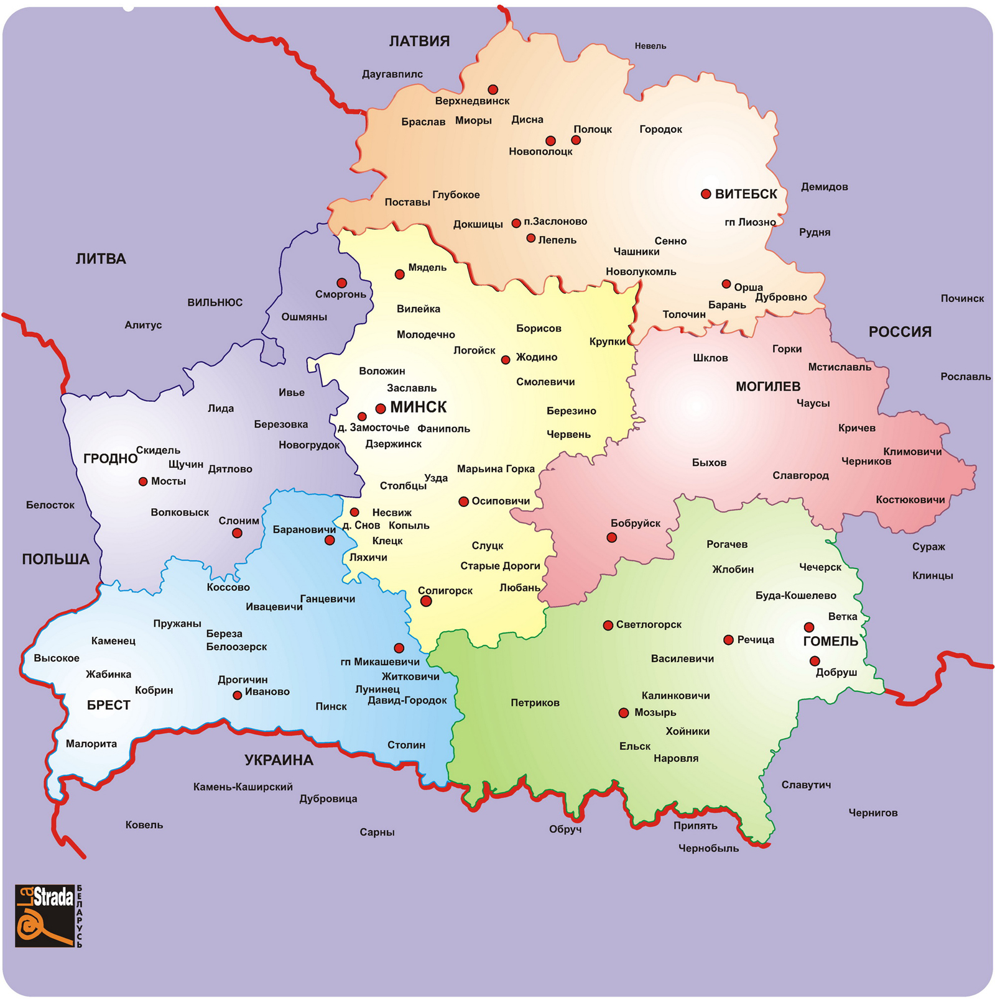 ЛАТВИЯ
Невель
Даугавпилс
Верхнедвинск
Браслав
Миоры
Дисна
Полоцк
Городок
Новополоцк
Демидов
ВИТЕБСК
Глубокое
Поставы
гп Лиозно
п.Заслоново
Докшицы
Рудня
Лепель
Сенно
Чашники
ЛИТВА
Мядель
Новолукомль
Орша
Сморгонь
Дубровно
Починск
ВИЛЬНЮС
Барань
Вилейка
Толочин
Ошмяны
Алитус
Борисов
РОССИЯ
Молодечно
Крупки
Логойск
Горки
Жодино
Шклов
Мстиславль
Воложин
Рославль
Смолевичи
Заславль
МОГИЛЕВ
Ивье
Чаусы
МИНСК
Лида
Березино
Березовка
д. Замосточье
Фаниполь
Кричев
Червень
Новогрудок
Дзержинск
Скидель
Климовичи
ГРОДНО
Щучин
Черников
Быхов
Дятлово
Марьина Горка
Славгород
Узда
Мосты
Столбцы
Костюковичи
Осиповичи
Белосток
Волковыск
Несвиж
Слоним
Бобруйск
д. Снов
Копыль
Барановичи
Клецк
Рогачев
Слуцк
Сураж
Ляхичи
ПОЛЬША
Старые Дороги
Жлобин
Чечерск
Клинцы
Коссово
Любань
Солигорск
Буда-Кошелево
Ганцевичи
Ивацевичи
Ветка
Пружаны
Светлогорск
Береза
Каменец
Речица
ГОМЕЛЬ
Белоозерск
Высокое
Василевичи
гп Микашевичи
Добруш
Жабинка
Житковичи
Дрогичин
Кобрин
Иваново
Лунинец
Калинковичи
Давид-Городок
Петриков
БРЕСТ
Пинск
Мозырь
Хойники
Малорита
Столин
Ельск
УКРАИНА
Наровля
Славутич
Камень-Каширский
Дубровица
Чернигов
Ковель
Припять
Обруч
Сарны
Чернобыль
La Strada
БЕЛАРУСЬ